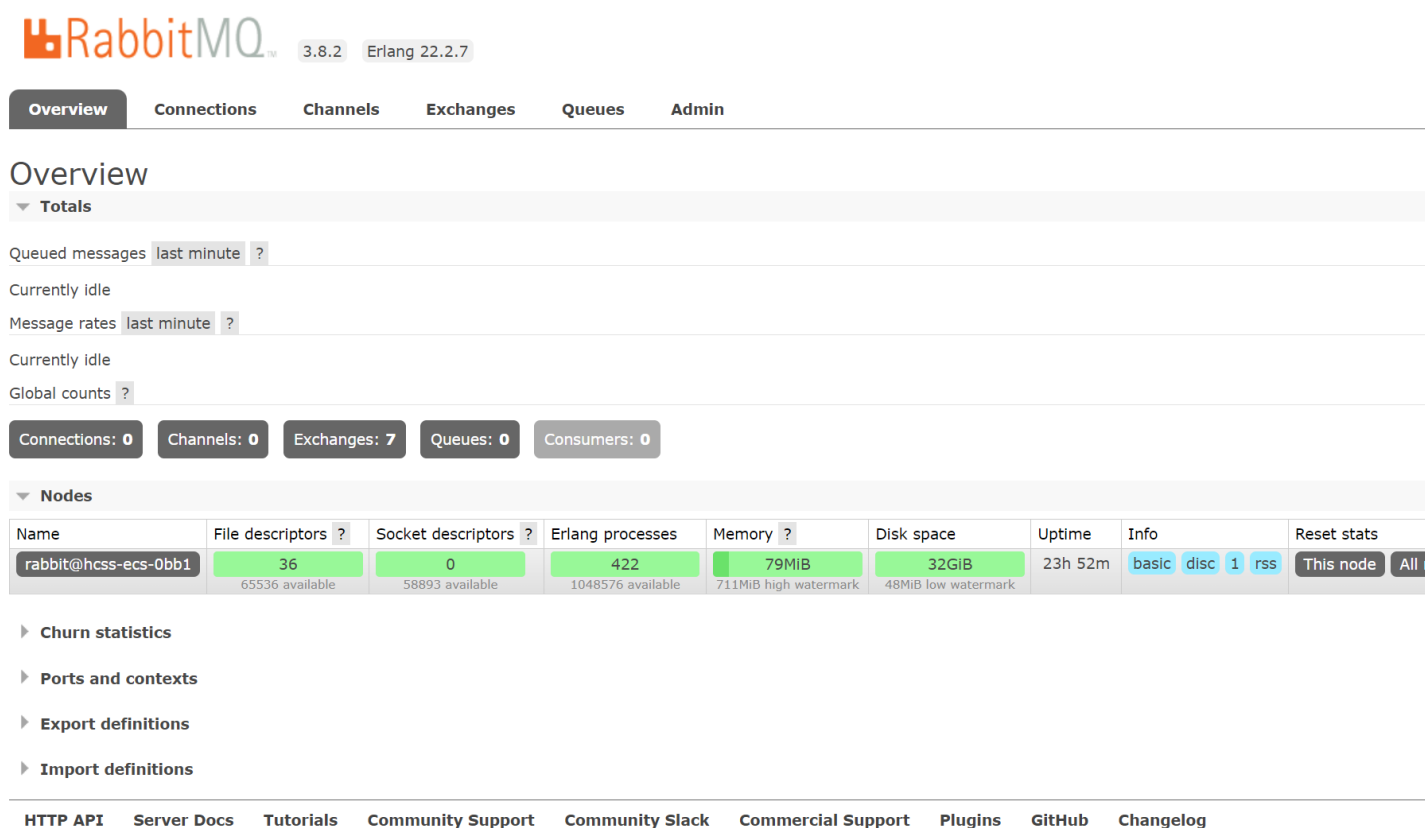 RabbitMQ TM 3.8.2 Erlang 22.2.7
Overview Connections Channels Exchanges Queues Admin
Overview
Totals
Queued messages last minute ?
Currently idle
Message rates last minute ?
Currently idle
Global counts ?
Connections: 0 Channels: 0 Exchanges: 7 Queues: 0 Consumers: 0
Nodes
Name File descriptors ? Socket descriptors ? Erlang processes Memory ? Disk space Uptime Info Reset stats
rabbit@hcss-ecs-0bb1 36 0 422 79MiB 32GiB 23h 52m basic disc 1 rss This node All
65536 available 58893 available 1048576 available 711MiB high watermark 48MiB low watermark
Churn statistics
Ports and contexts
Export definitions
Import definitions
HTTP API Server Docs Tutorials Community Support Community Slack Commercial Support Plugins GitHub Changelog